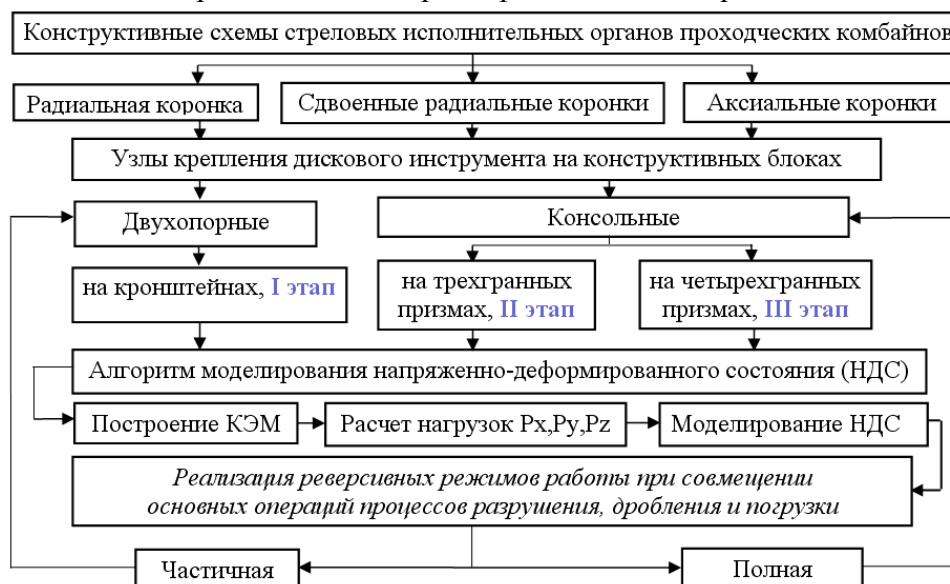 Конструктивные схемы стреловых исполнительных органов проходческих комбайнов
Радиальная коронка
Сдвоенные радиальные коронки
Аксиальные коронки
Узлы крепления дискового инструмента на конструктивных блоках
Двухопорные
Консольные
на кронштейнах, I этап
на трехгранных
призмах, II этап
на четырехгранных
призмах, III этап
Алгоритм моделирования напряженно-деформированного состояния (НДС)
Построение КЭМ
Расчет нагрузок Px,Py,Pz
Моделирование НДС
Реализация реверсивных режимов работы при совмещении
основных операций процессов разрушения, дробления и погрузки
Частичная
Полная